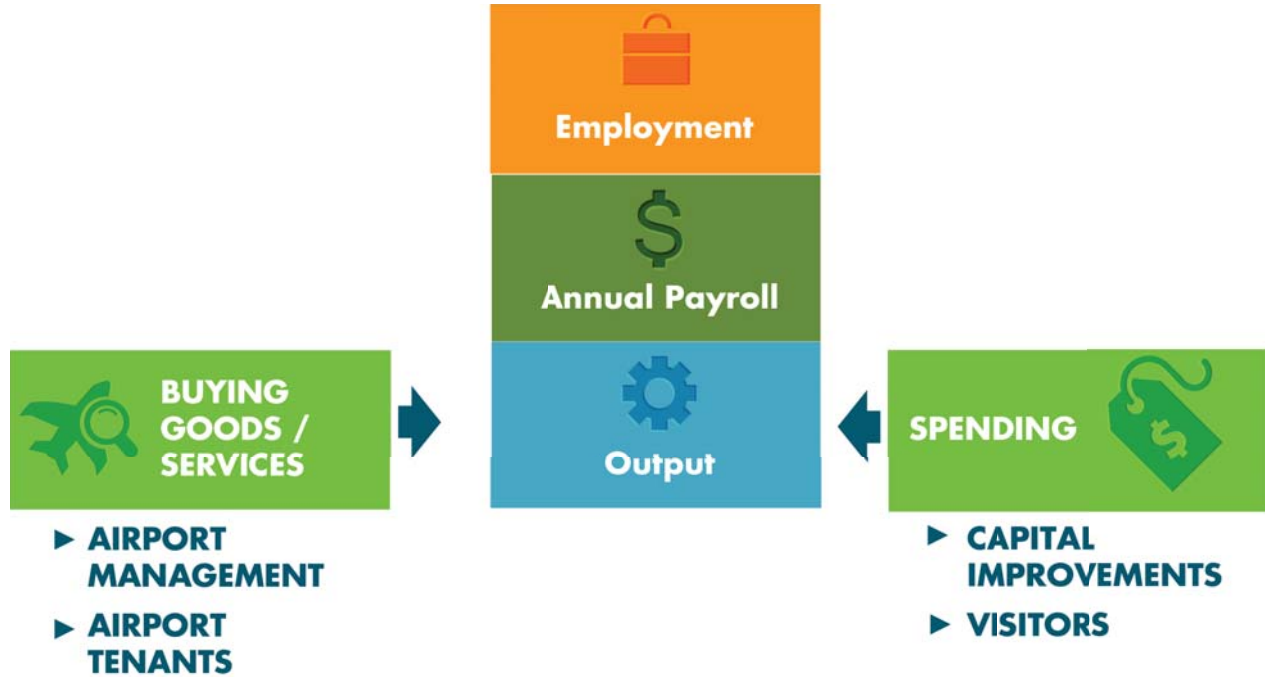 Employment
$
Annual Payroll
Output
BUYING
GOODS /
SERVICES
► AIRPORT
MANAGEMENT
► AIRPORT
TENANTS
SPENDING
$
► CAPITAL
IMPROVEMENTS
► VISITORS